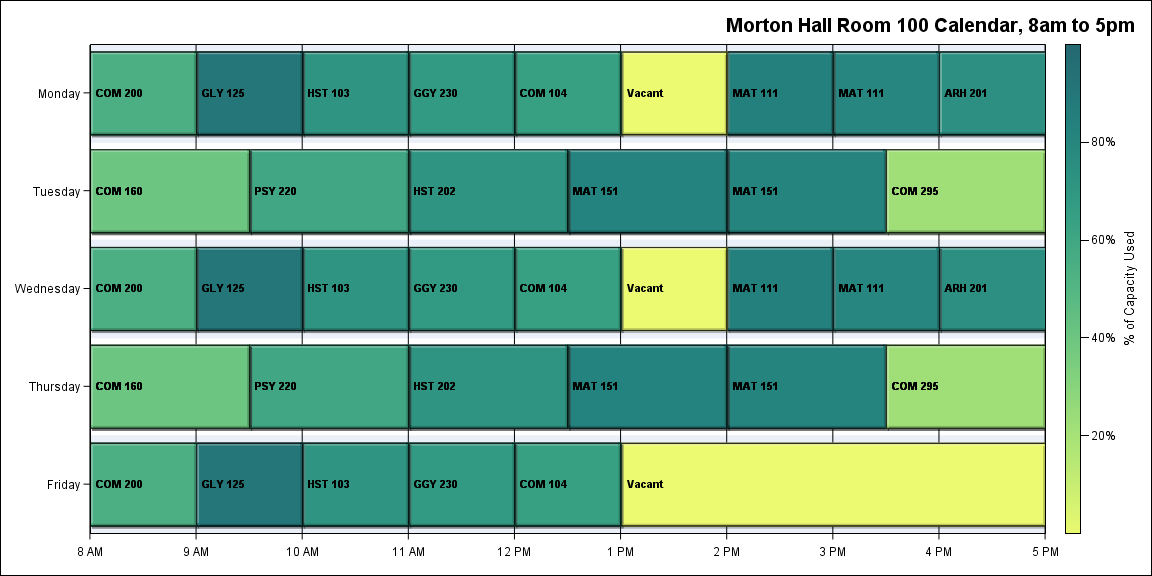 Morton Hall Room 100 Calendar, 8am to 5pm
Monday
COM 200
GLY 125
HST 103
GGY 230
COM 104
Vacant
MAT 111
MAT 111
ARH 201
Tuesday
COM 160
PSY 220
HST 202
MAT 151
MAT 151
COM 295
Wednesday
COM 200
GLY 125
HST 103
GGY 230
COM 104
Vacant
MAT 111
MAT 111
ARH 201
Thursday
COM 160
PSY 220
HST 202
MAT 151
MAT 151
COM 295
Friday
COM 200
GLY 125
HST 103
GGY 230
COM 104
Vacant
8 AM
9 AM
10 AM
11 AM
12 PM
1 PM
2 PM
3 PM
4 PM
5 PM
80%
60%
40%
20%
% of Capacity Used